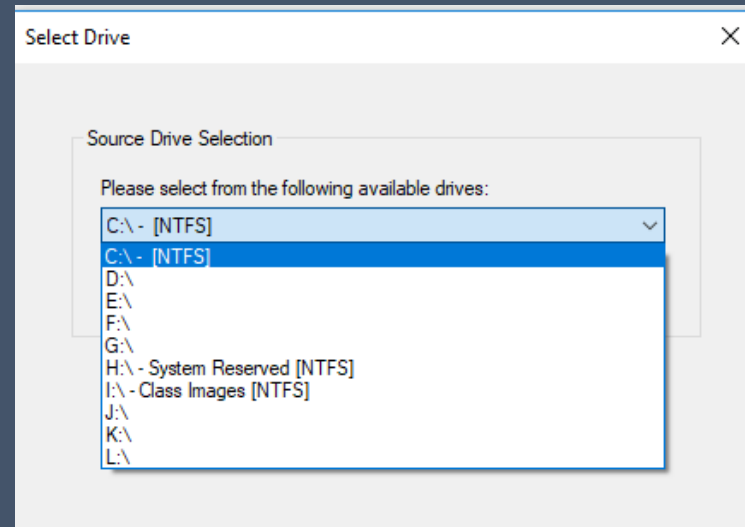 Select Drive
Source Drive Selection
Please select from the following available drives:
C:\ - [NTFS]
C:\ - [NTFS]
D:\
E:\
F:\
G:\
H:\ - System Reserved [NTFS]
I:\ - Class Images [NTFS]
J:\
K:\
L:\